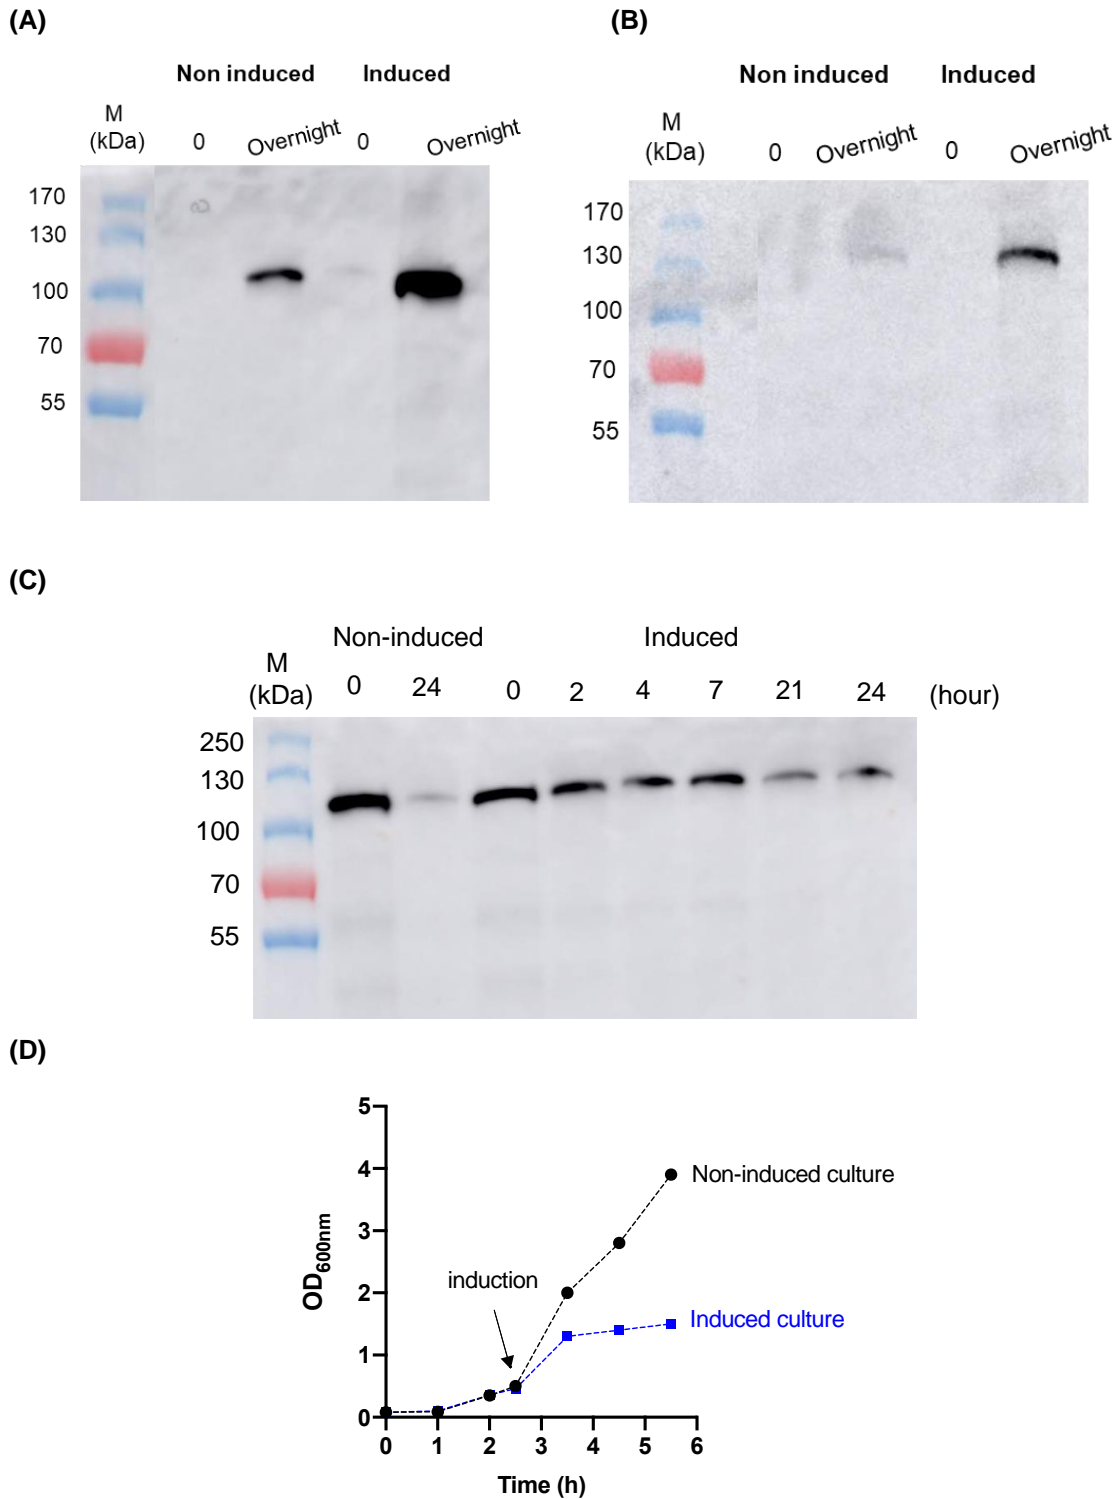 (A)
Non induced Induced
M
(kDa) 0 Overnight 0 Overnight
170
130
100
70
55
(B)
Non induced Induced
M
(kDa) 0 Overnight 0 Overnight
170
130
100
70
55
(C)
Non-induced Induced
M
(kDa) 0 24 0 2 4 7 21 24 (hour)
250
130
100
70
55
(D)
5
4
3
2
1
0
OD600nm
induction
Non-induced culture
Induced culture
0 1 2 3 4 5 6
Time (h)